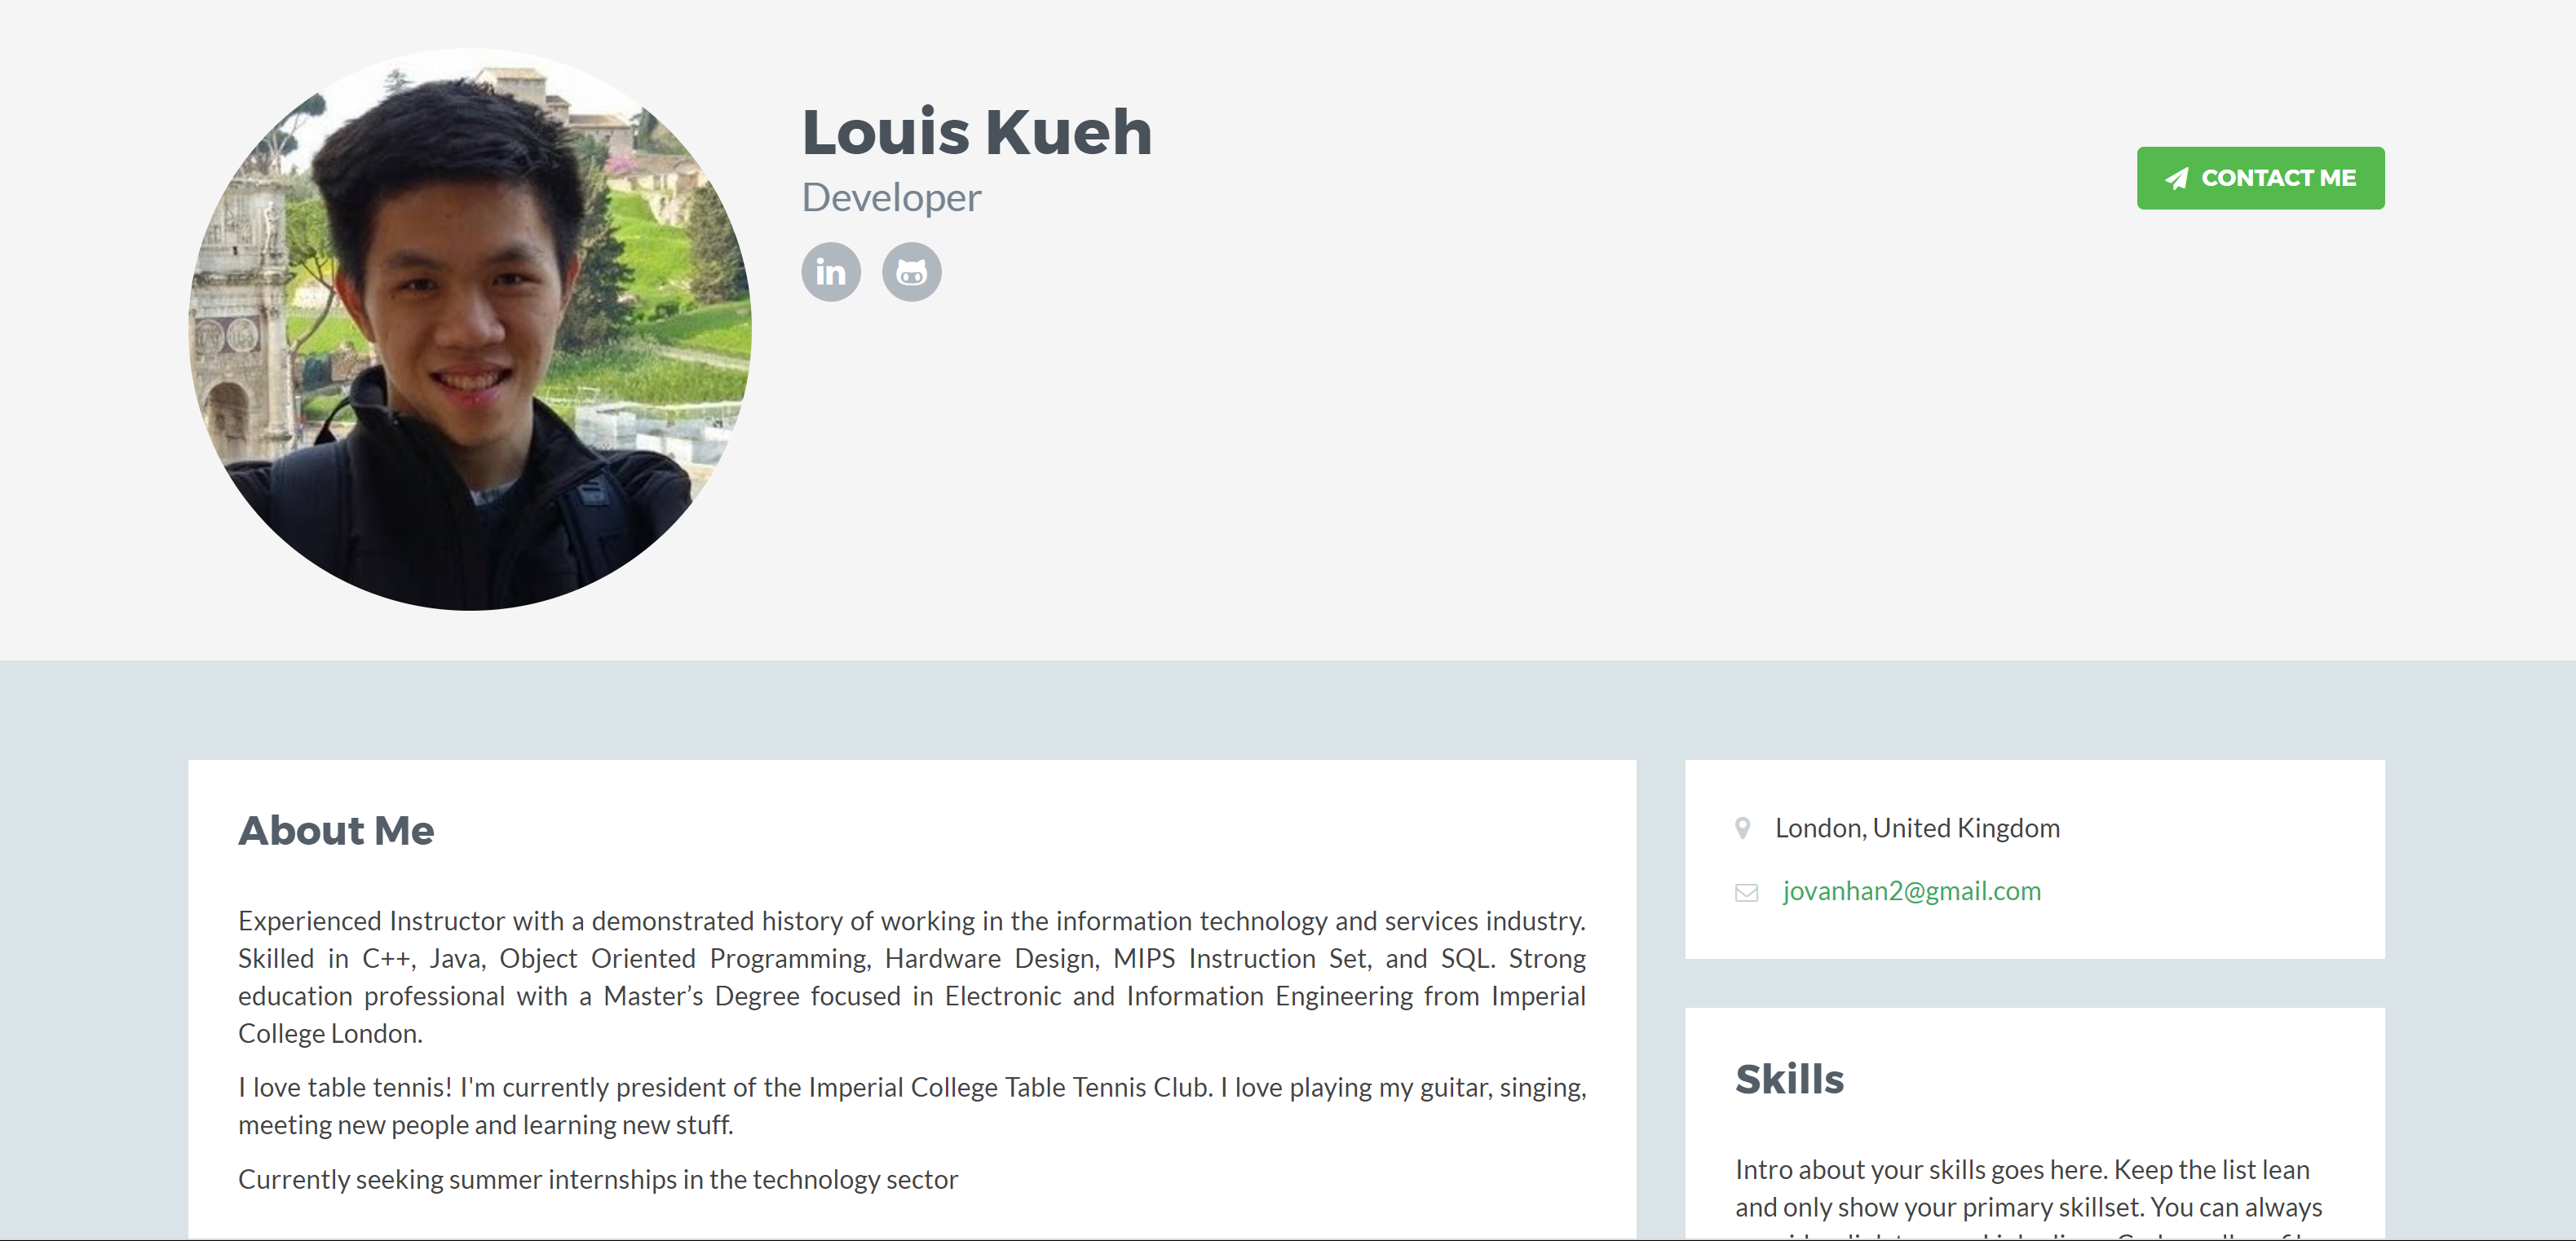 Louis Kueh
Developer
in
CONTACT ME
About Me
Experienced Instructor with a demonstrated history of working in the information technology and services industry.
Skilled in C++, Java, Object Oriented Programming, Hardware Design, MIPS Instruction Set, and SQL. Strong
education professional with a Master’s Degree focused in Electronic and Information Engineering from Imperial
College London.
I love table tennis! I'm currently president of the Imperial College Table Tennis Club. I love playing my guitar, singing,
meeting new people and learning new stuff.
Currently seeking summer internships in the technology sector
London, United Kingdom
jovanhan2@gmail.com
Skills
Intro about your skills goes here. Keep the list lean
and only show your primary skillset. You can always